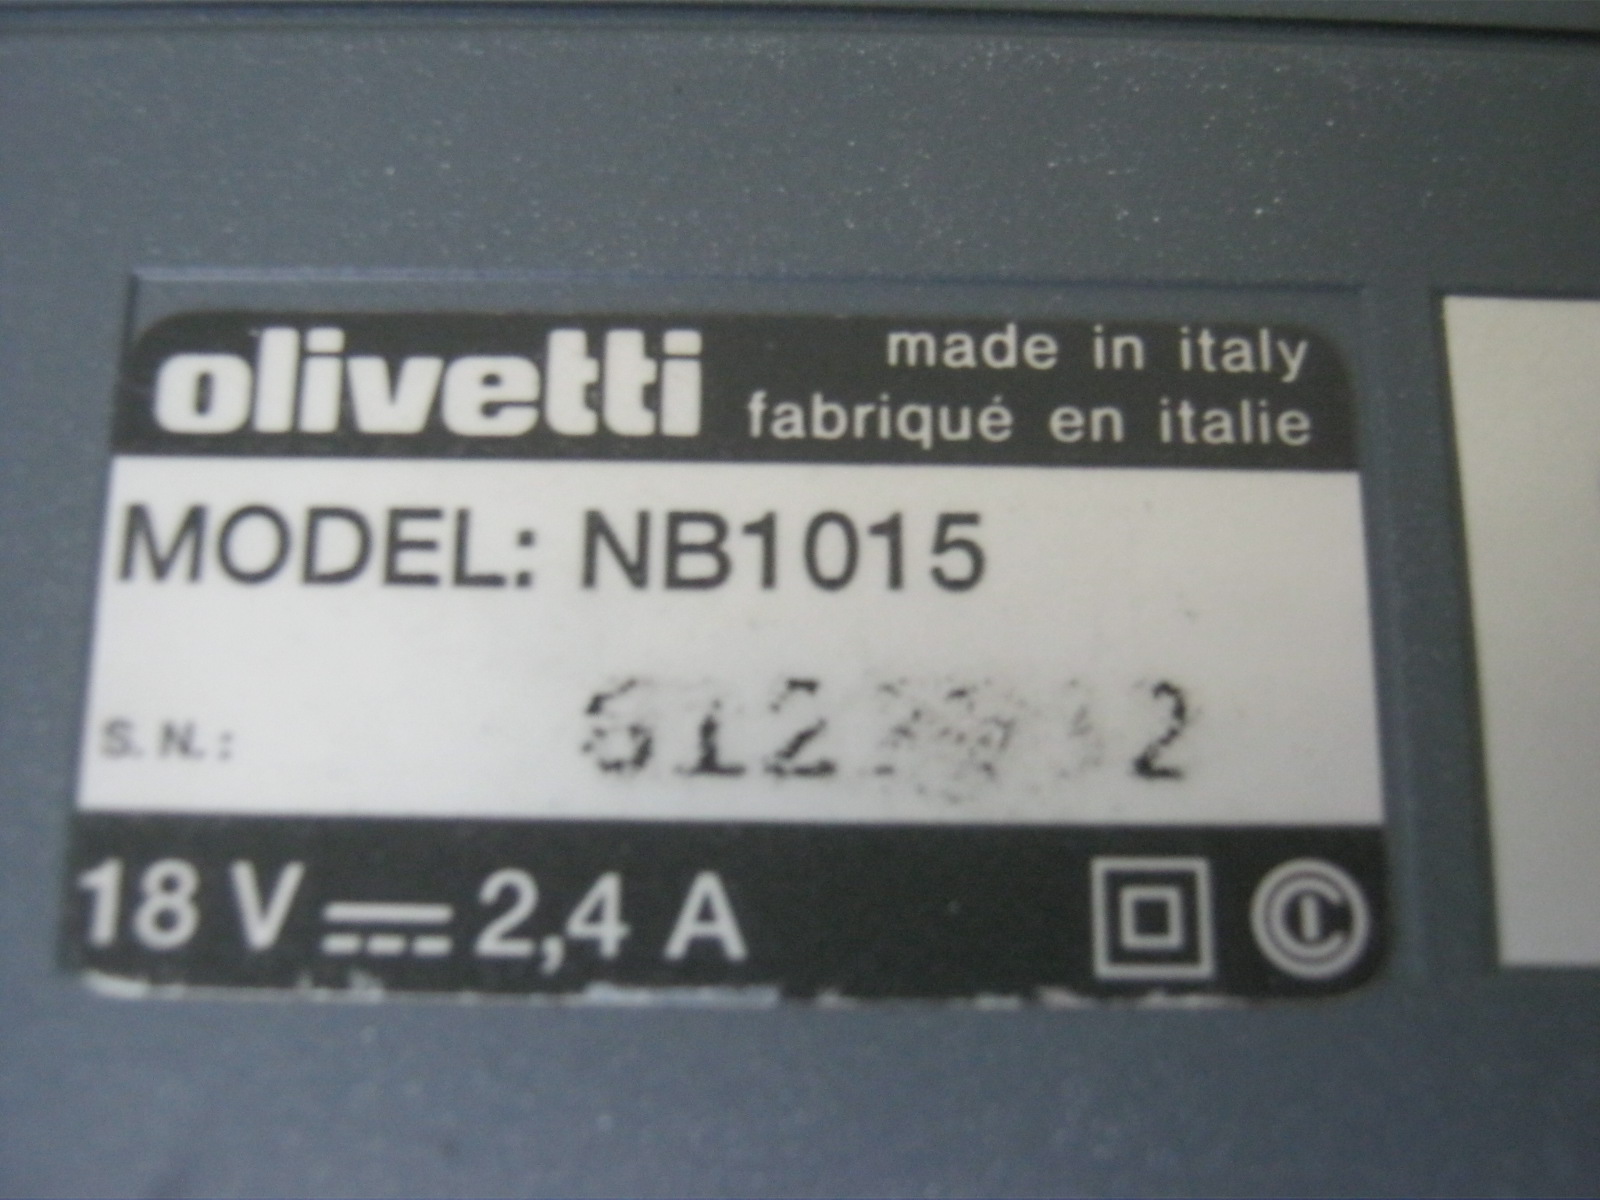 olivetti
made in italy
fabriqué en italie
MODEL: NB1015
S.N.:
18 V ⎓ 2,4 A